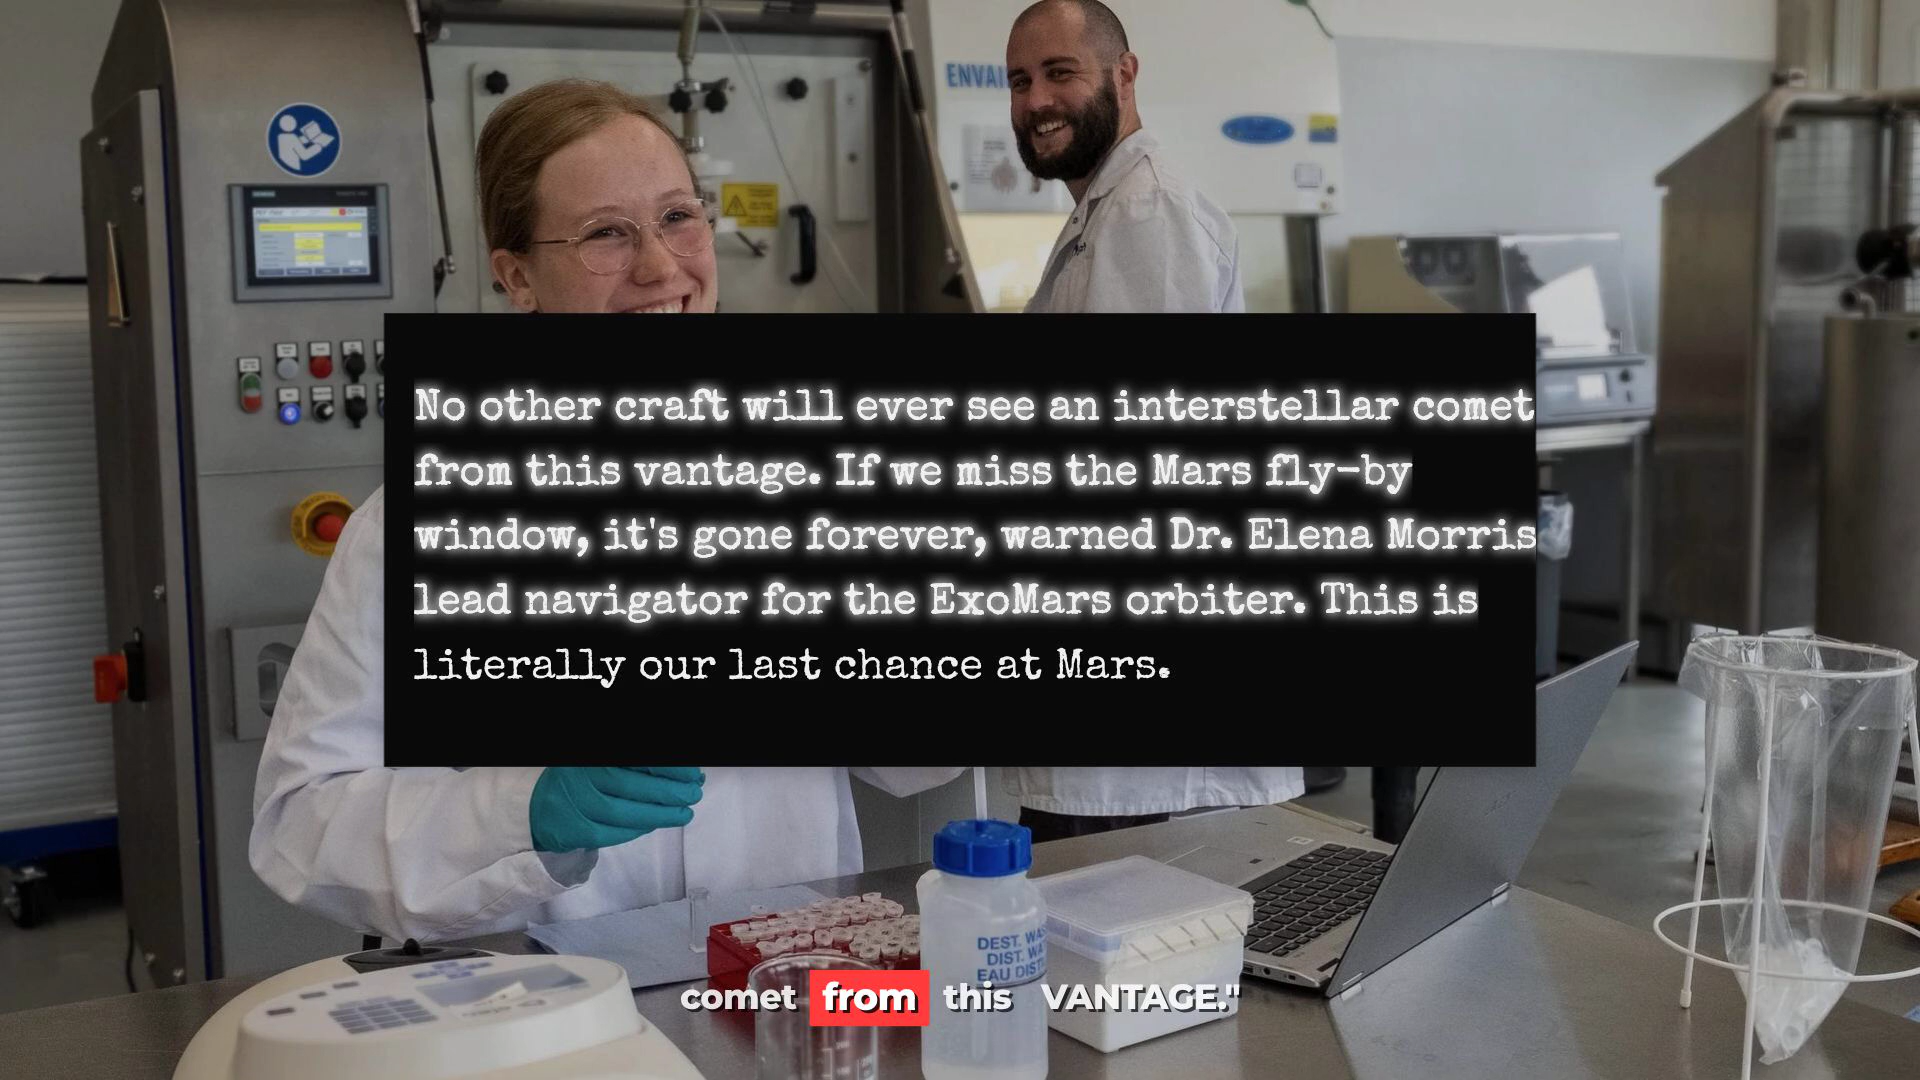 ENVAI
No other craft will ever see an interstellar comet
from this vantage. If we miss the Mars fly-by
window, it's gone forever, warned Dr. Elena Morris
lead navigator for the ExoMars orbiter. This is
literally our last chance at Mars.
DEST. WA
DIST. WA
EAU DIST
comet from this VANTAGE."